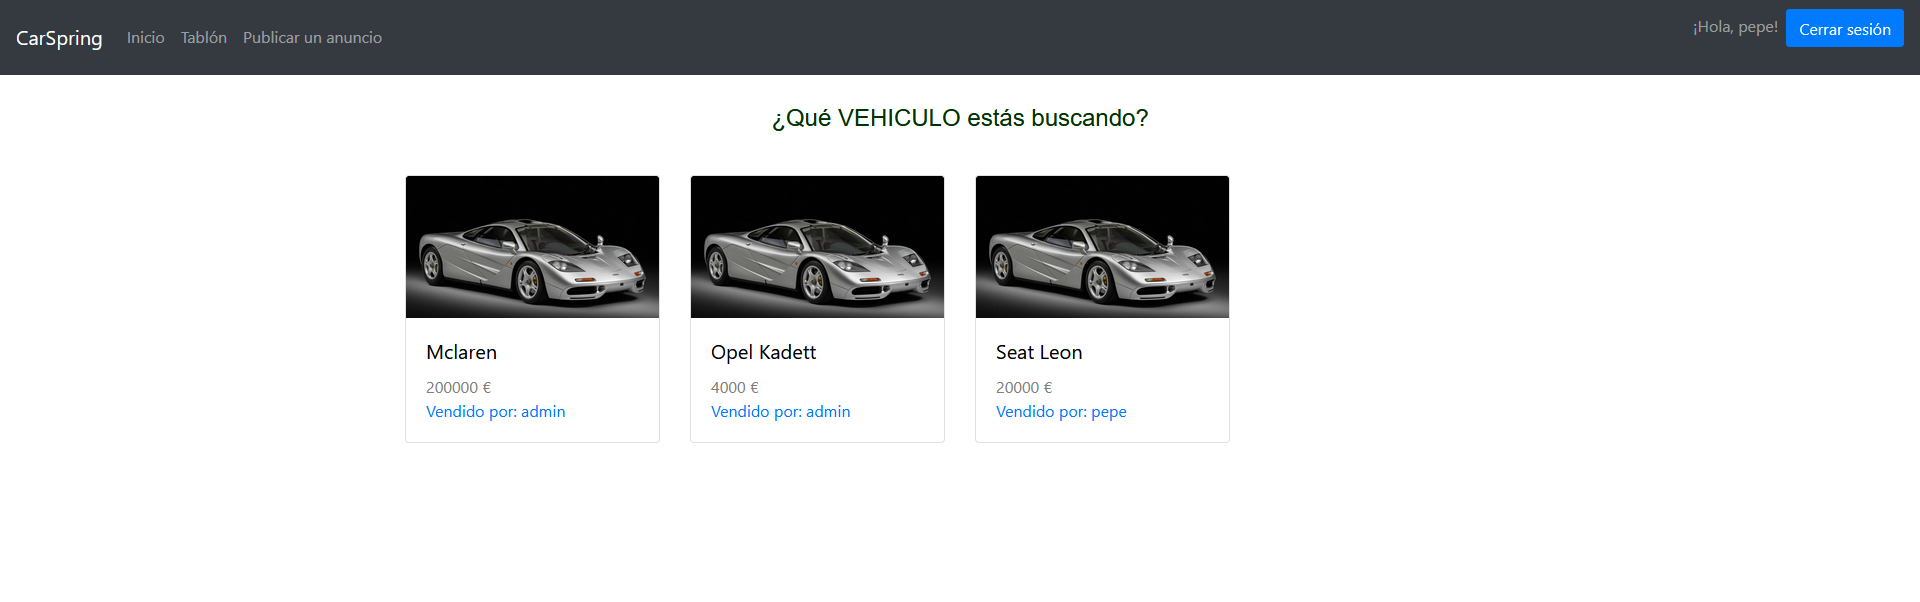 CarSpring Inicio Tablón Publicar un anuncio ¡Hola, pepe! Cerrar sesión
¿Qué VEHICULO estás buscando?
Mclaren
200000 €
Vendido por: admin
Opel Kadett
4000 €
Vendido por: admin
Seat Leon
20000 €
Vendido por: pepe